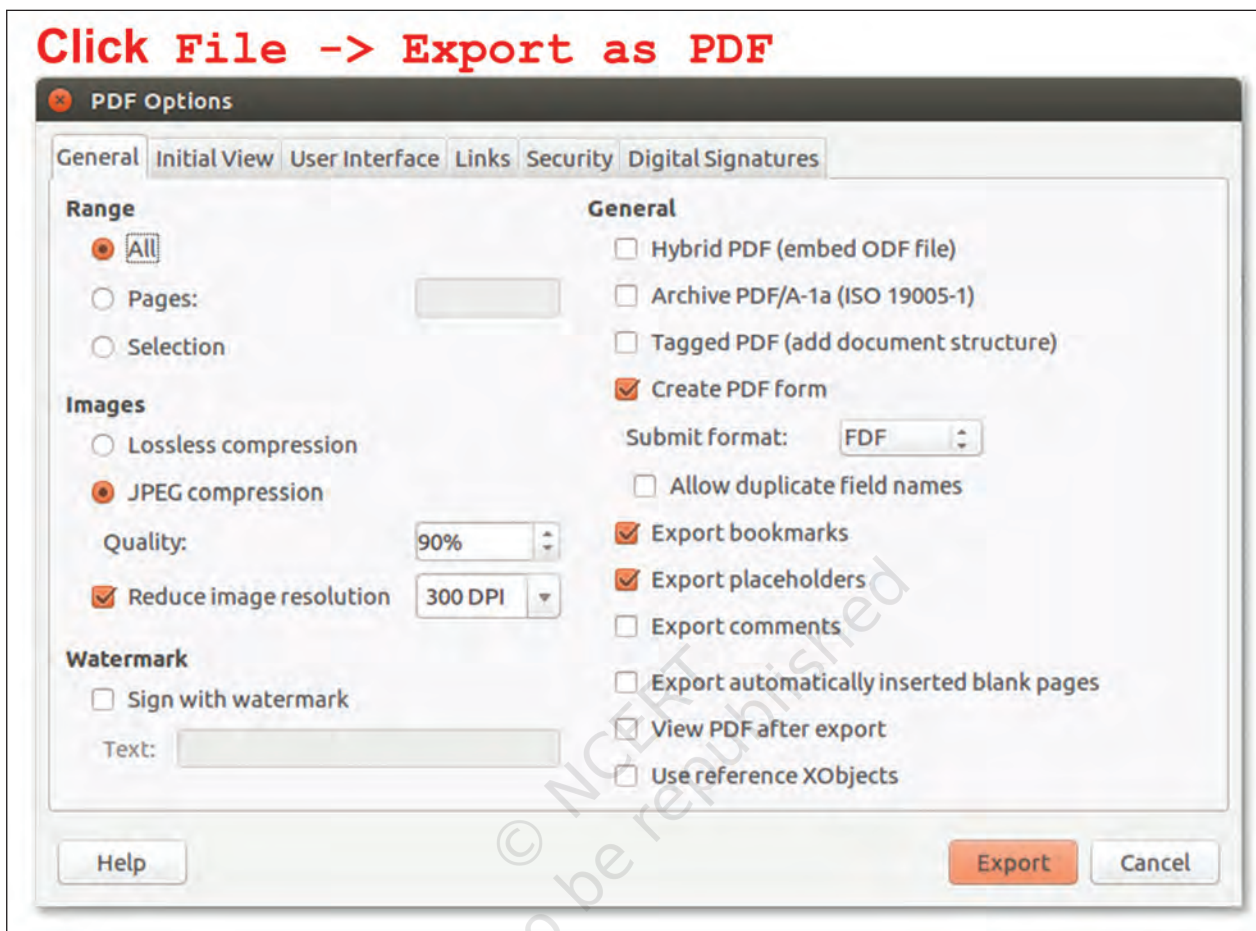 Click File -> Export as PDF
PDF Options
General Initial View User Interface Links Security Digital Signatures
Range
All
Pages:
Selection
Images
Lossless compression
JPEG compression
Quality: 90%
Reduce image resolution 300 DPI
Watermark
Sign with watermark
Text:
General
Hybrid PDF (embed ODF file)
Archive PDF/A-1a (ISO 19005-1)
Tagged PDF (add document structure)
Create PDF form
Submit format: FDF
Allow duplicate field names
Export bookmarks
Export placeholders
Export comments
Export automatically inserted blank pages
View PDF after export
Use reference XObjects
Help Export Cancel
© NCERT
be republished